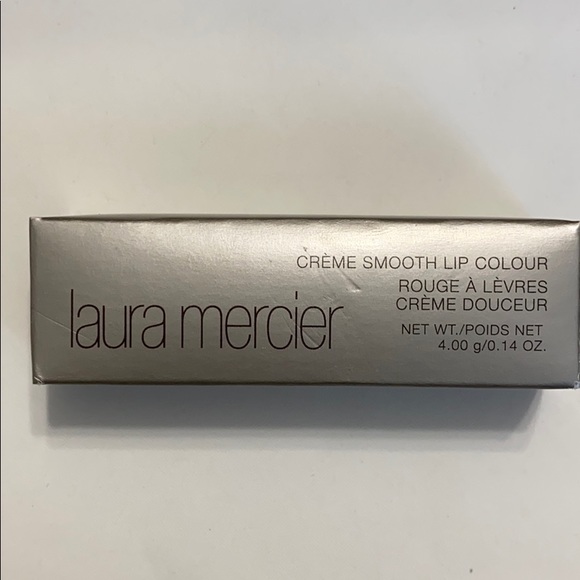 laura mercier
CRÈME SMOOTH LIP COLOUR
ROUGE À LÈVRES
CRÈME DOUCEUR
NET WT./POIDS NET
4.00 g/0.14 OZ.